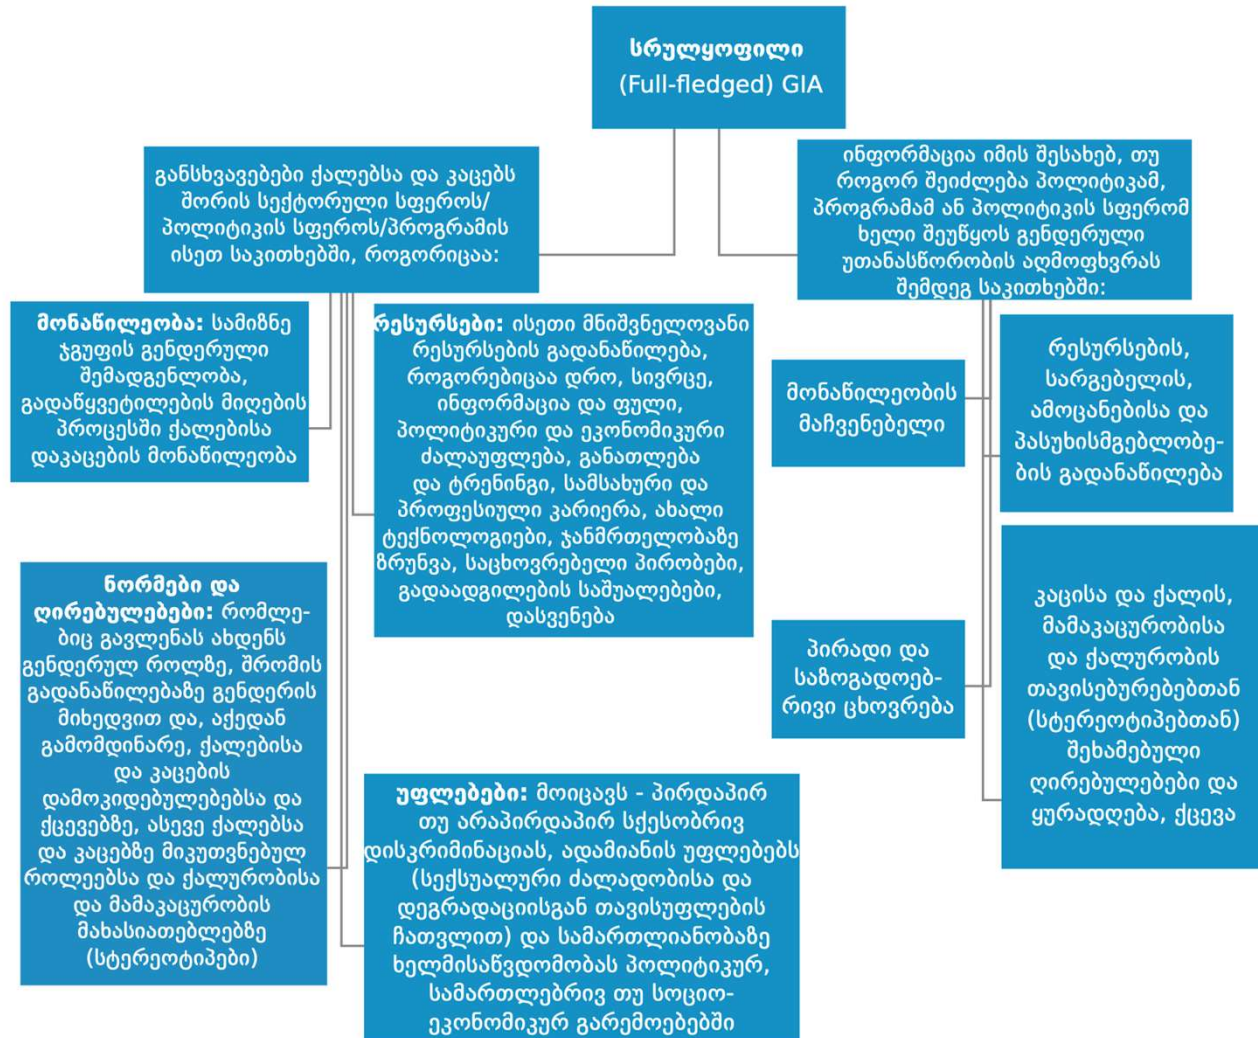 სრულყოფილი
(Full-fledged) GIA
განსხვავებები ქალებსა და კაცებს
შორის სექტორული სფეროს/
პოლიტიკის სფეროს/პროგრამის
ისეთ საკითხებში, როგორიცაა:
მონაწილეობა: სამიზნე
ჯგუფის გენდერული
შემადგენლობა,
გადაწყვეტილების მიღების
პროცესში ქალებისა
დაკაცების მონაწილეობა
რესურსები: ისეთი მნიშვნელოვანი
რესურსების გადანაწილება,
როგორებიცაა დრო, სივრცე,
ინფორმაცია და ფული,
პოლიტიკური და ეკონომიკური
ძალაუფლება, განათლება
და ტრენინგი, სამსახური და
პროფესიული კარიერა, ახალი
ტექნოლოგიები, ჯანმრთელობაზე
ზრუნვა, საცხოვრებელი პირობები,
გადაადგილების საშუალებები,
დასვენება
ნორმები და
ღირებულებები: რომლე-
ბიც გავლენას ახდენს
გენდერულ როლზე, შრომის
გადანაწილებაზე გენდერის
მიხედვით და, აქედან
გამომდინარე, ქალებისა
და კაცების
დამოკიდებულებებსა და
ქცევებზე, ასევე ქალებსა
და კაცებზე მიკუთვნებულ
როლეებსა და ქალურობისა
და მამაკაცურობის
მახასიათებლებზე
(სტერეოტიპები)
უფლებები: მოიცავს - პირდაპირ
თუ არაპირდაპირ სქესობრივ
დისკრიმინაციას, ადამიანის უფლებებს
(სექსუალური ძალადობისა და
დეგრადაციისგან თავისუფლების
ჩათვლით) და სამართლიანობაზე
ხელმისაწვდომობას პოლიტიკურ,
სამართლებრივ თუ სოციო-
ეკონომიკურ გარემოებებში
ინფორმაცია იმის შესახებ, თუ
როგორ შეიძლება პოლიტიკამ,
პროგრამამ ან პოლიტიკის სფერომ
ხელი შეუწყოს გენდერული
უთანასწორობის აღმოფხვრას
შემდეგ საკითხებში:
მონაწილეობის
მაჩვენებელი
რესურსების,
სარგებელის,
ამოცანებისა და
პასუხისმგებლობე-
ბის გადანაწილება
პირადი და
საზოგადოებ-
რივი ცხოვრება
კაცისა და ქალის,
მამაკაცურობისა
და ქალურობის
თავისებურებებთან
(სტერეოტიპებთან)
შეხამებული
ღირებულებები და
ყურადღება, ქცევა